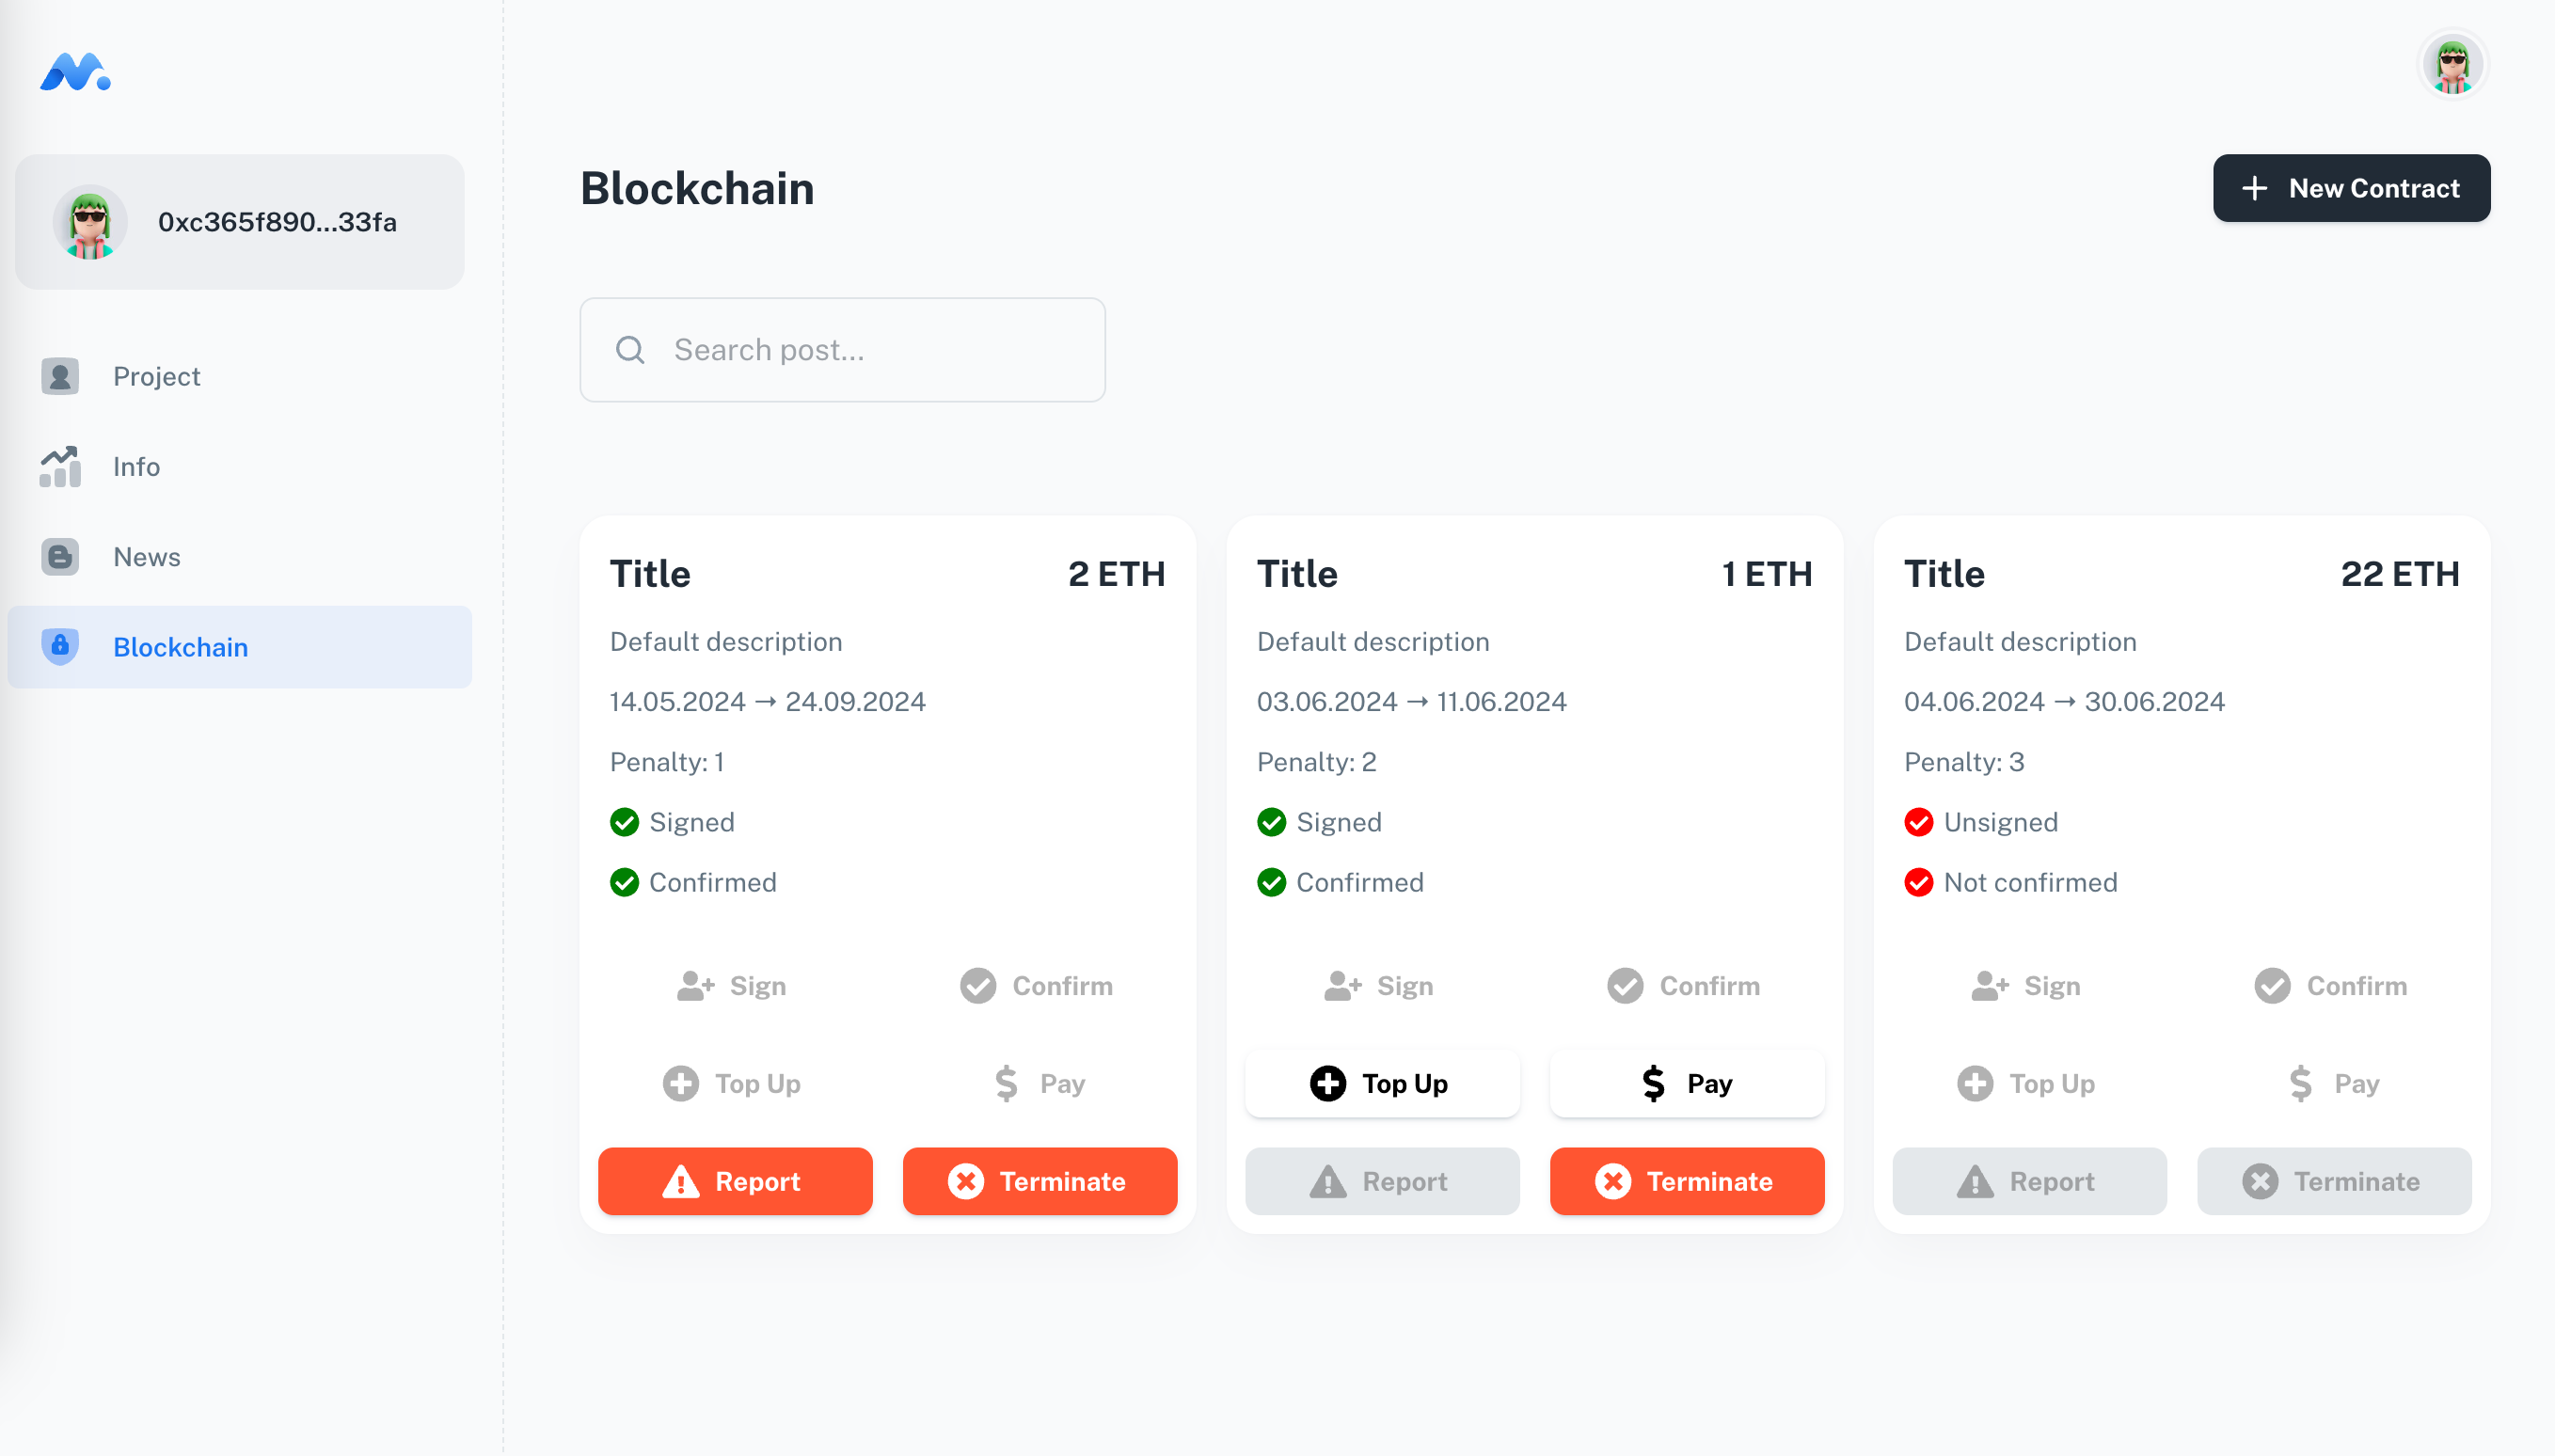 0xc365f890...33fa
Project
Info
News
Blockchain
Blockchain
New Contract
Search post...
Title 2 ETH
Default description
14.05.2024 → 24.09.2024
Penalty: 1
Signed
Confirmed
Sign Confirm
Top Up Pay
Report Terminate
Title 1 ETH
Default description
03.06.2024 → 11.06.2024
Penalty: 2
Signed
Confirmed
Sign Confirm
Top Up Pay
Report Terminate
Title 22 ETH
Default description
04.06.2024 → 30.06.2024
Penalty: 3
Unsigned
Not confirmed
Sign Confirm
Top Up Pay
Report Terminate